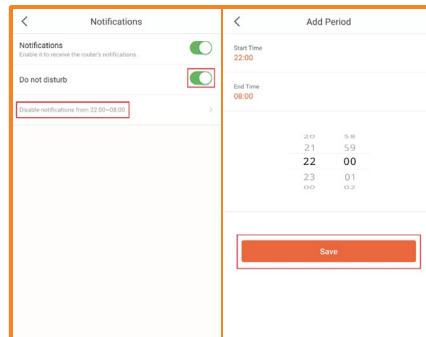 Notifications
Notifications
Enable it to receive the router's notifications.
Do not disturb
Disable notifications from 22:00~08:00
Add Period
Start Time
22:00
End Time
08:00
20 58
21 59
22 00
23 01
00 02
Save